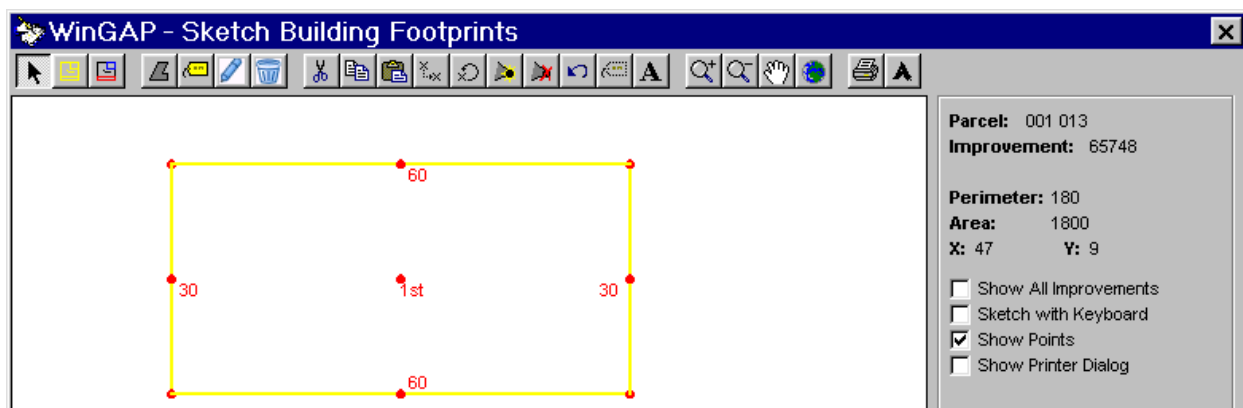 WinGAP - Sketch Building Footprints
A
60
30
1st
30
60
Parcel: 001 013
Improvement: 65748
Perimeter: 180
Area: 1800
X: 47 Y: 9
Show All Improvements
Sketch with Keyboard
Show Points
Show Printer Dialog